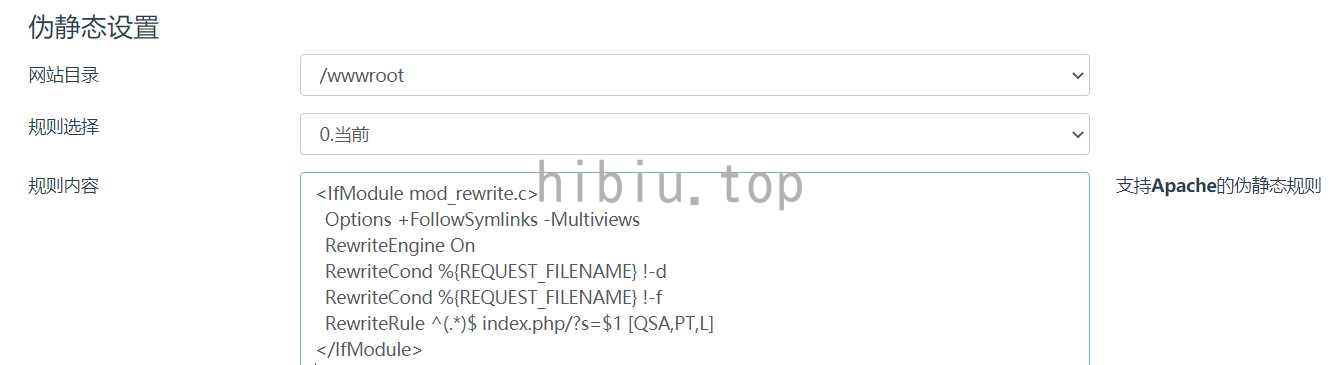 伪静态设置
网站目录
/wwwroot
规则选择
0.当前
规则内容
<IfModule mod_rewrite.c>
Options +FollowSymlinks -Multiviews
RewriteEngine On
RewriteCond %{REQUEST_FILENAME} !-d
RewriteCond %{REQUEST_FILENAME} !-f
RewriteRule ^(.*)$ index.php/?s=$1 [QSA,PT,L]
</IfModule>
支持Apache的伪静态规则
hibiu.top